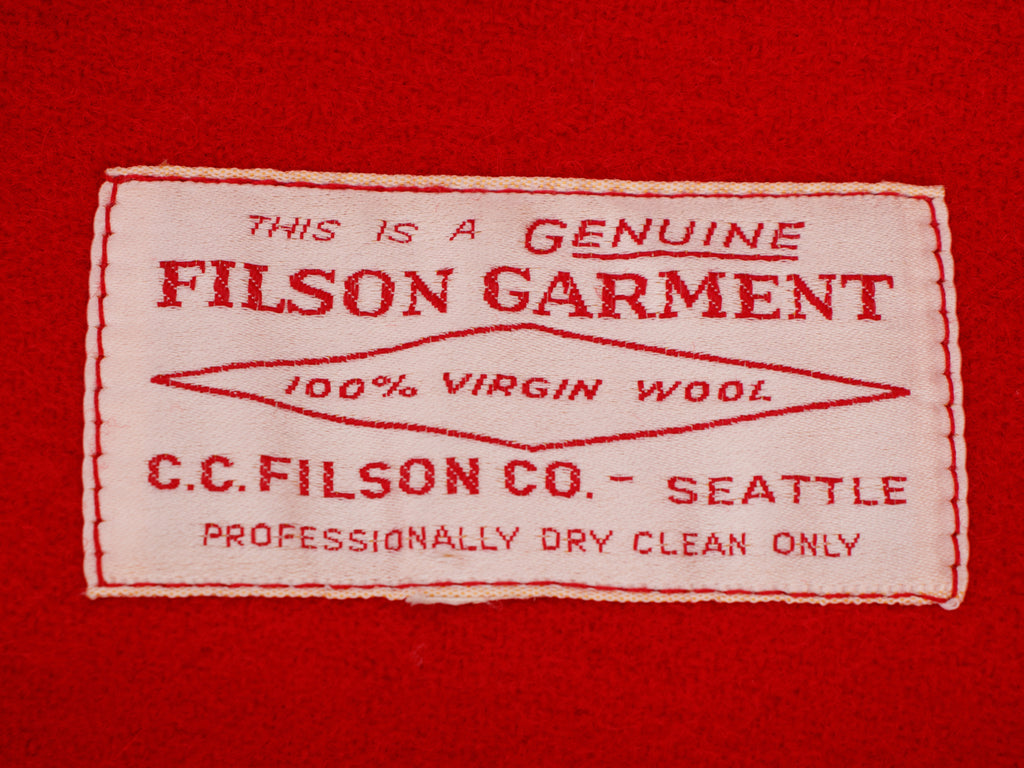 THIS IS A GENUINE
FILSON GARMENT
100% VIRGIN WOOL
C.C. FILSON CO. - SEATTLE
PROFESSIONALLY DRY CLEAN ONLY